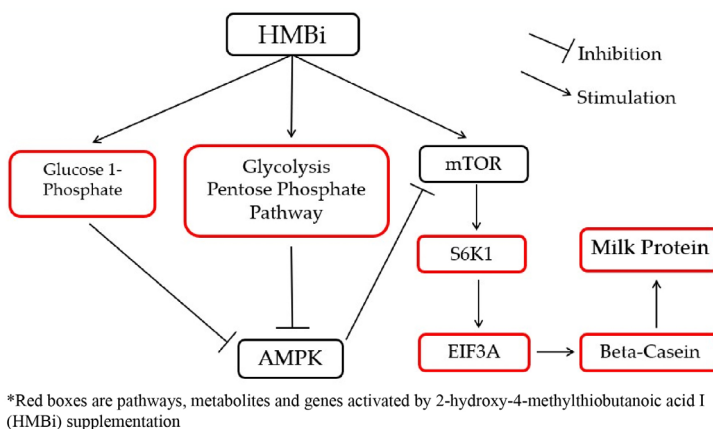 HMBi
Inhibition
Stimulation
Glucose 1-
Phosphate
Glycolysis
Pentose Phosphate
Pathway
mTOR
S6K1
Milk Protein
AMPK
EIF3A
Beta-Casein
*Red boxes are pathways, metabolites and genes activated by 2-hydroxy-4-methylthiobutanoic acid I
(HMBi) supplementation